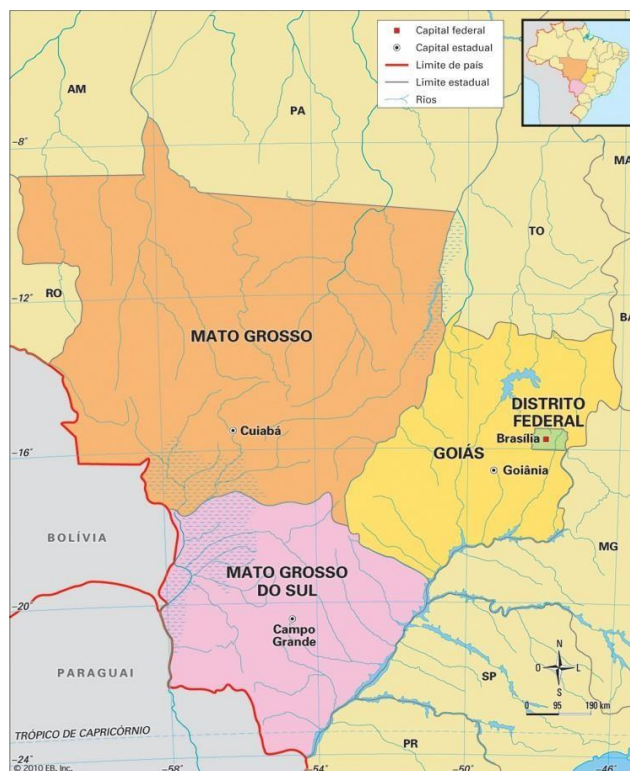 Capital federal
Capital estadual
Limite de país
Limite estadual
Rios
AM
PA
MA
TO
BA
RO
MATO GROSSO
Cuiabá
DISTRITO
FEDERAL
Brasília
GOIÁS
Goiânia
BOLÍVIA
MG
MATO GROSSO
DO SUL
Campo
Grande
PARAGUAI
SP
PR
N
O
L
S
0 95 190 km
TRÓPICO DE CAPRICÓRNIO
-8°
-12°
-16°
-20°
-24°
-58°
-54°
-50°
-46°
© 2010 EB, Inc.